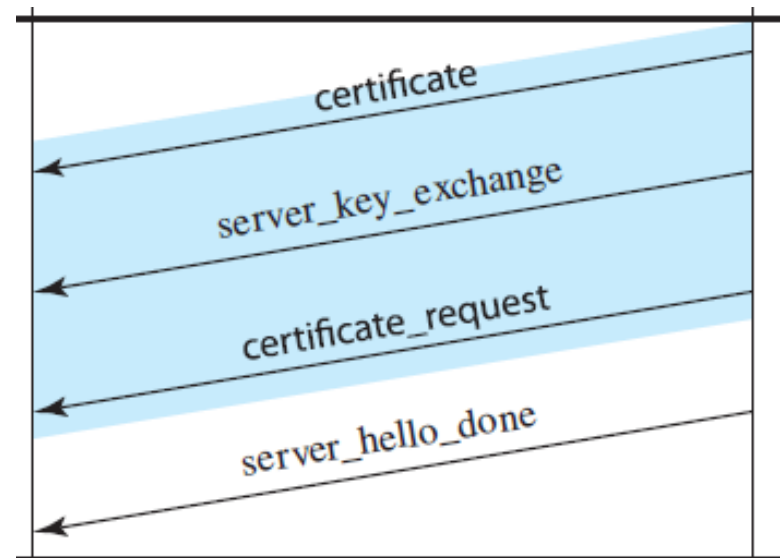 certificate
server_key_exchange
certificate_request
server_hello_done